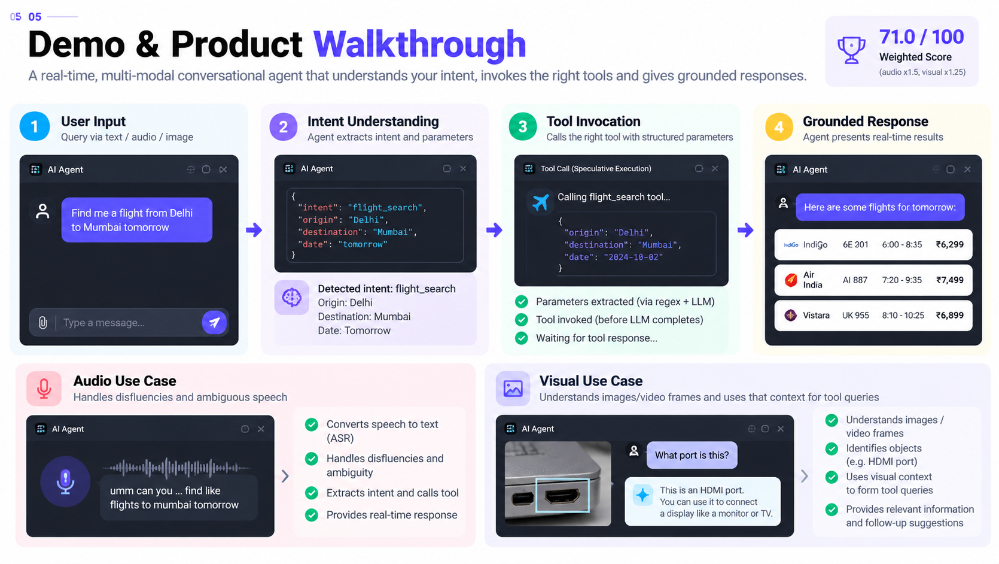 05 05
Demo & Product Walkthrough
A real-time, multi-modal conversational agent that understands your intent, invokes the right tools and gives grounded responses.
71.0 / 100
Weighted Score
(audio x1.5, visual x1.25)
1
User Input
Query via text / audio / image
AI Agent
Find me a flight from Delhi
to Mumbai tomorrow
Type a message...
2
Intent Understanding
Agent extracts intent and parameters
AI Agent
{
"intent": "flight_search",
"origin": "Delhi",
"destination": "Mumbai",
"date": "tomorrow"
}
Detected intent: flight_search
Origin: Delhi
Destination: Mumbai
Date: Tomorrow
3
Tool Invocation
Calls the right tool with structured parameters
Tool Call (Speculative Execution)
Calling flight_search tool...
{
"origin": "Delhi",
"destination": "Mumbai",
"date": "2024-10-02"
}
Parameters extracted (via regex + LLM)
Tool invoked (before LLM completes)
Waiting for tool response...
4
Grounded Response
Agent presents real-time results
AI Agent
Here are some flights for tomorrow:
IndiGo IndiGo 6E 201 6:00 - 8:35 ₹6,299
Air
India AI 887 7:20 - 9:35 ₹7,499
Vistara UK 955 8:10 - 10:25 ₹6,899
Audio Use Case
Handles disfluencies and ambiguous speech
AI Agent
umm can you ... find like
flights to mumbai tomorrow
Converts speech to text
(ASR)
Handles disfluencies and
ambiguity
Extracts intent and calls tool
Provides real-time response
Visual Use Case
Understands images/video frames and uses that context for tool queries
AI Agent
What port is this?
This is an HDMI port.
You can use it to connect
a display like a monitor or TV.
Understands images /
video frames
Identifies objects
(e.g. HDMI port)
Uses visual context
to form tool queries
Provides relevant information
and follow-up suggestions